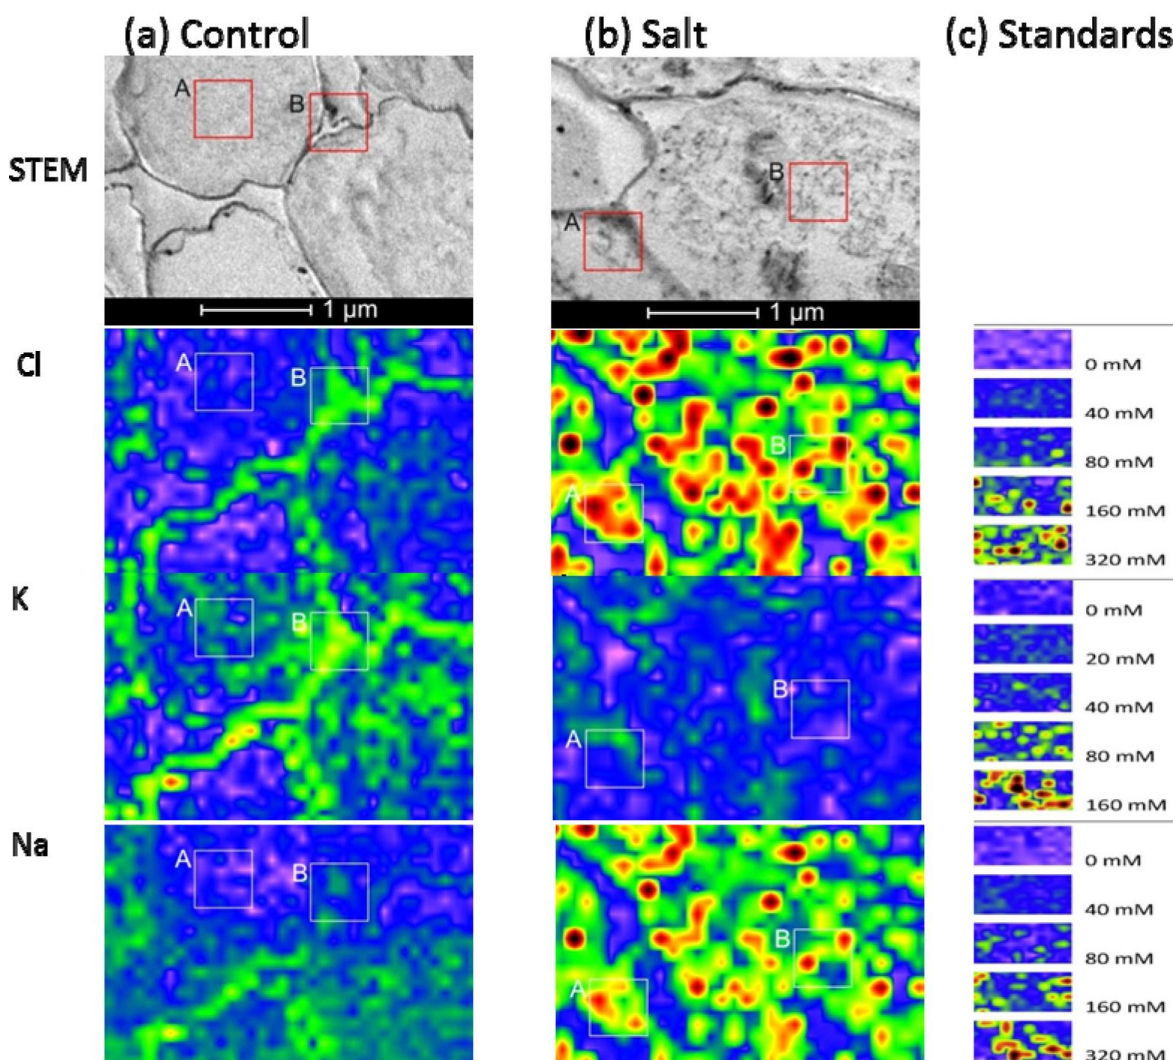 (a) Control (b) Salt (c) Standards
STEM
A B
B
A
1 μm 1 μm
Cl
A B
B
A
0 mM
40 mM
80 mM
160 mM
320 mM
K
A B
B
A
0 mM
20 mM
40 mM
80 mM
160 mM
Na
A B
B
A
0 mM
40 mM
80 mM
160 mM
320 mM